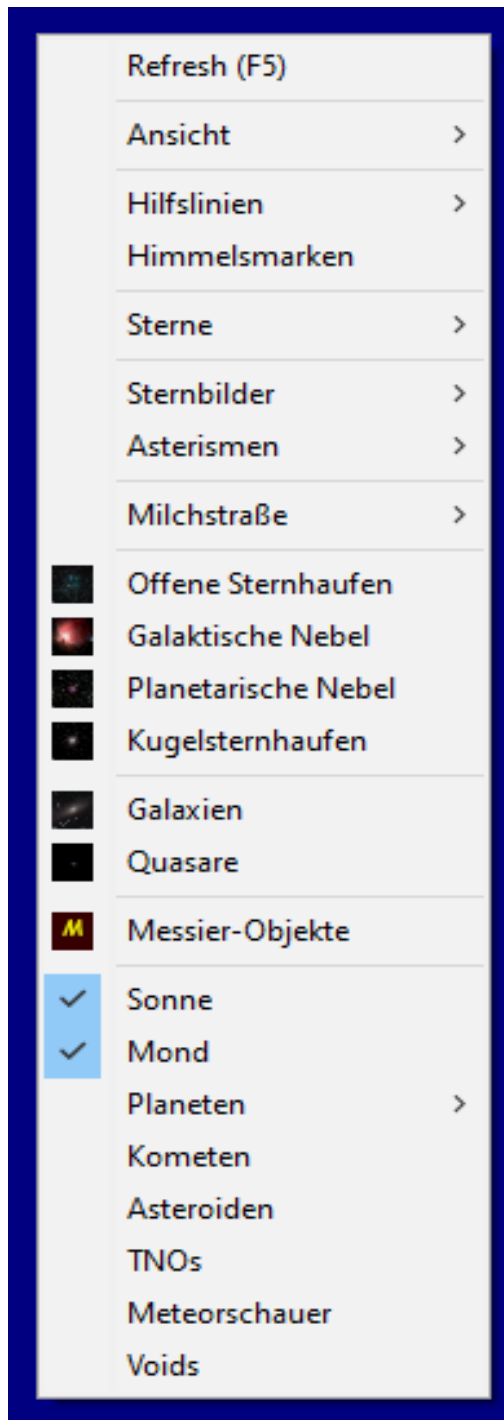 Refresh (F5)
Ansicht
Hilfslinien
Himmelsmarken
Sterne
Sternbilder
Asterismen
Milchstraße
Offene Sternhaufen
Galaktische Nebel
Planetarische Nebel
Kugelsternhaufen
Galaxien
Quasare
M Messier-Objekte
Sonne
Mond
Planeten
Kometen
Asteroiden
TNOs
Meteorschauer
Voids